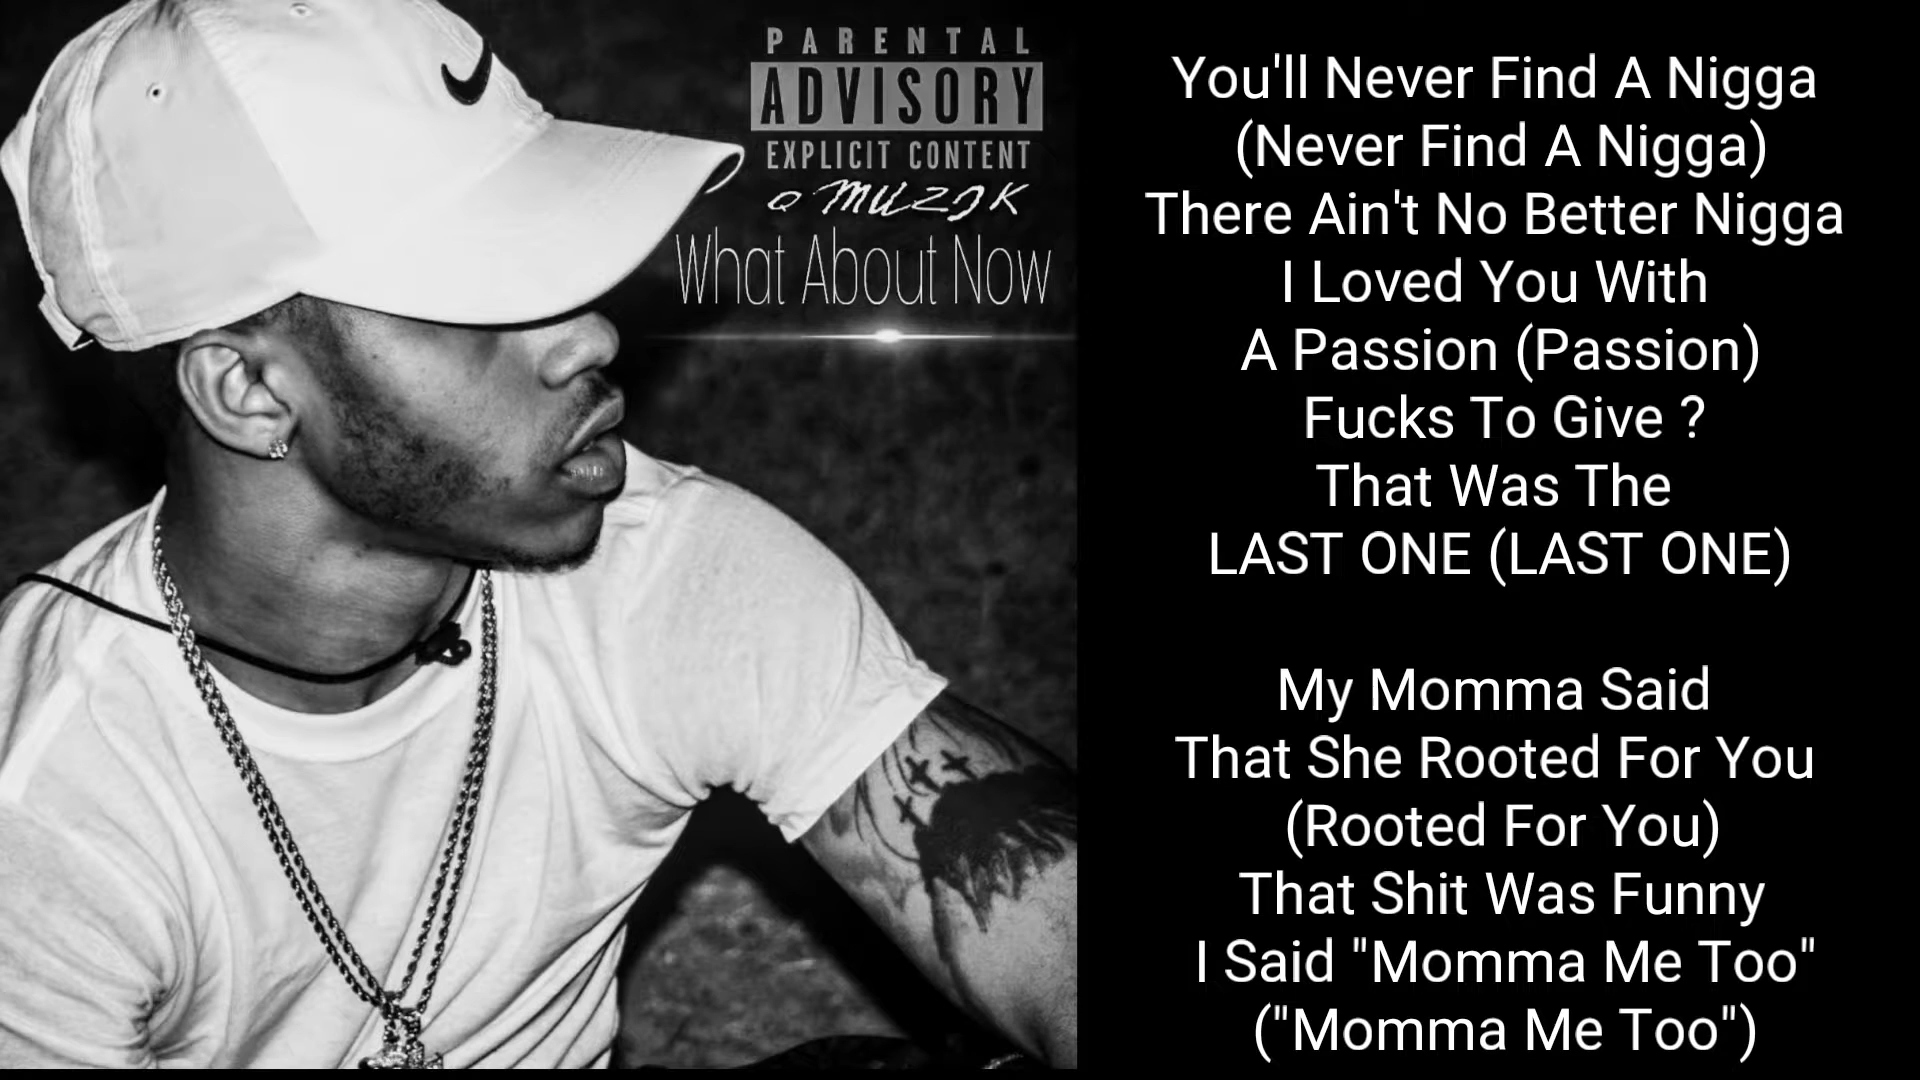 PARENTAL
ADVISORY
EXPLICIT CONTENT
Q MUZIK
What About Now
You'll Never Find A Nigga
(Never Find A Nigga)
There Ain't No Better Nigga
I Loved You With
A Passion (Passion)
Fucks To Give ?
That Was The
LAST ONE (LAST ONE)
My Momma Said
That She Rooted For You
(Rooted For You)
That Shit Was Funny
I Said "Momma Me Too"
("Momma Me Too")